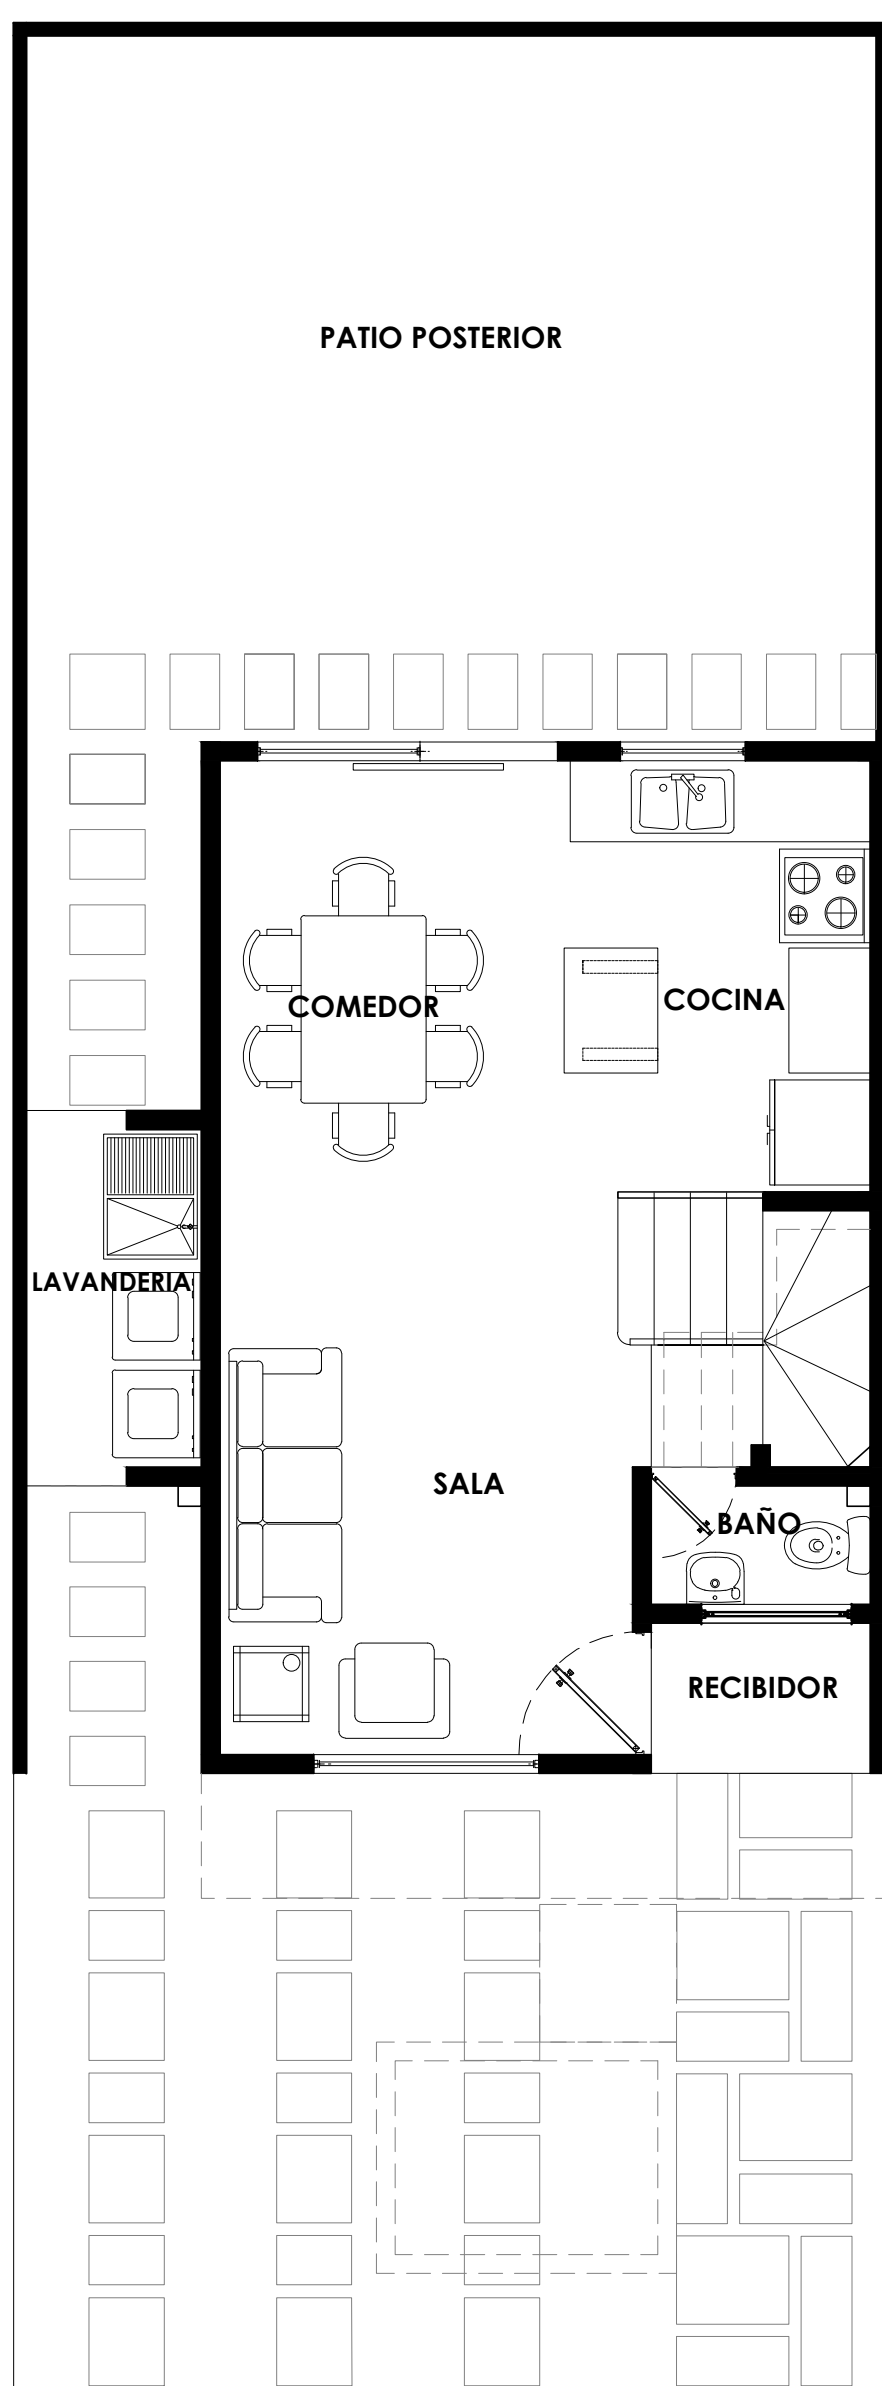 PATIO POSTERIOR
COMEDOR
COCINA
LAVANDERIA
SALA
BAÑO
RECIBIDOR